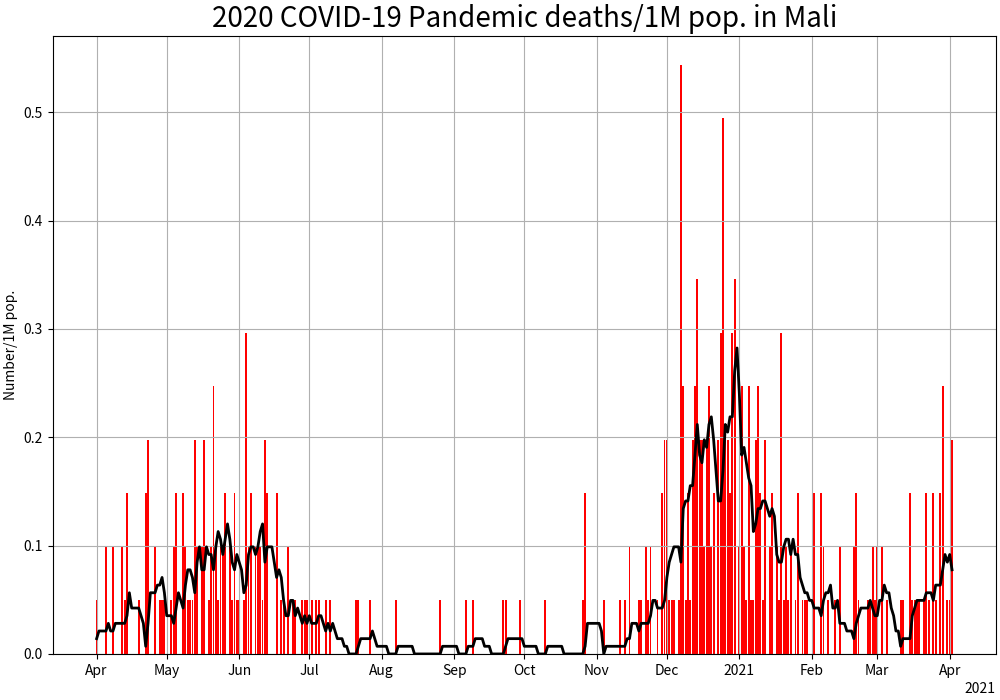 2020 COVID-19 Pandemic deaths/1M pop. in Mali
Number/1M pop.
0.5
0.4
0.3
0.2
0.1
0.0
Apr May Jun Jul Aug Sep Oct Nov Dec 2021 Feb Mar Apr
2021